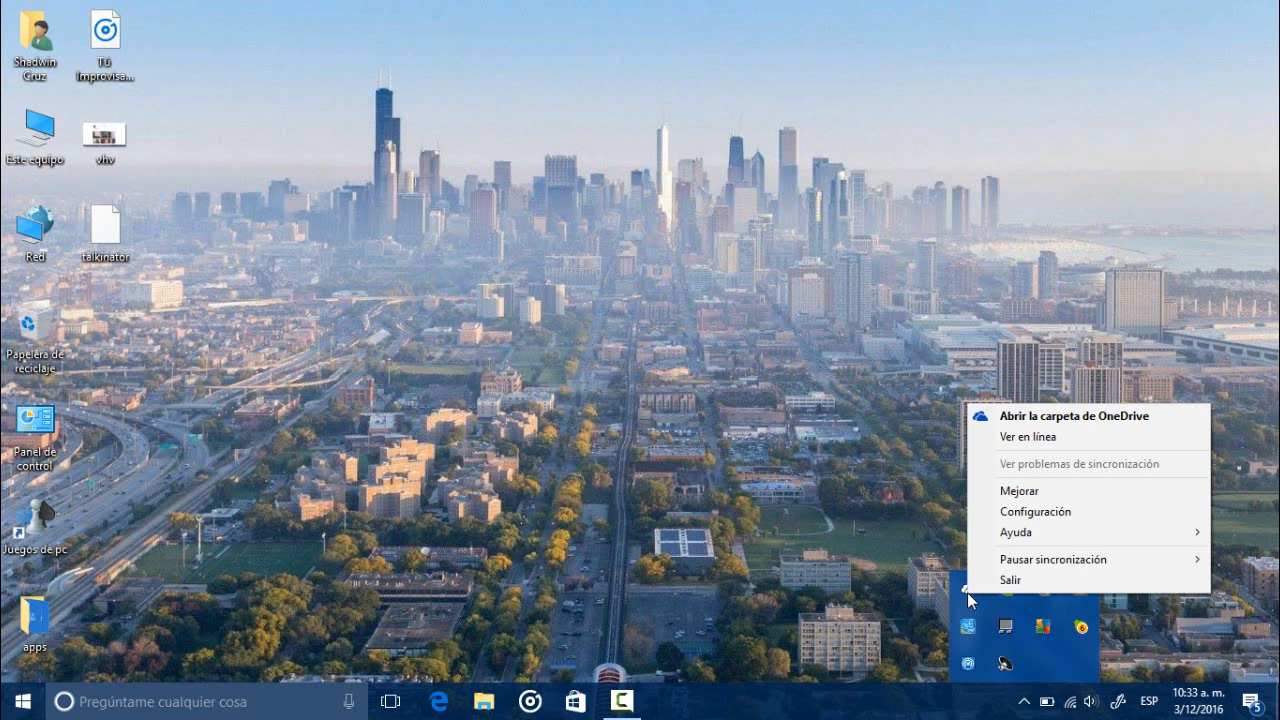 Shadwin
Cruz
Tú
Improvisa...
Este equipo
vhv
Red
talkinator
Papelera de
reciclaje
Panel de
control
Juegos de pc
apps
Abrir la carpeta de OneDrive
Ver en línea
Ver problemas de sincronización
Mejorar
Configuración
Ayuda
Pausar sincronización
Salir
Pregúntame cualquier cosa
ESP
10:33 a. m.
3/12/2016
5